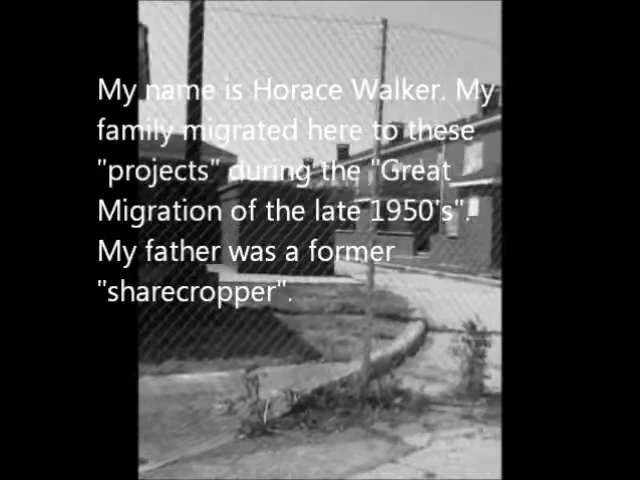 My name is Horace Walker. My
family migrated here to these
"projects" during the "Great
Migration of the late 1950's".
My father was a former
"sharecropper".